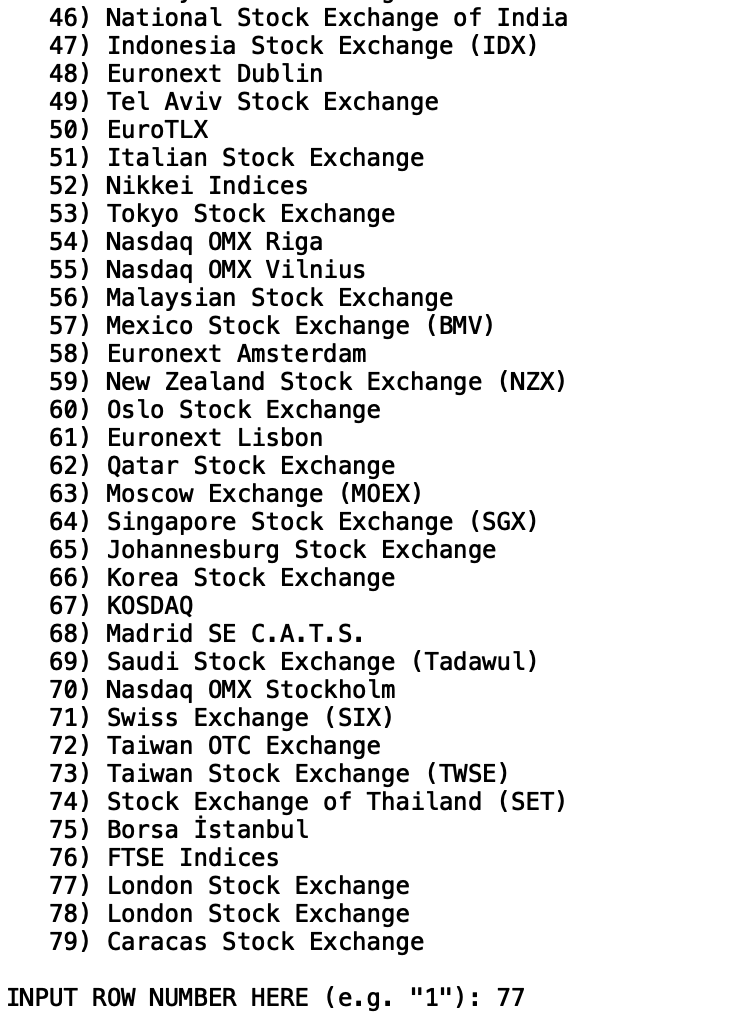 46) National Stock Exchange of India
47) Indonesia Stock Exchange (IDX)
48) Euronext Dublin
49) Tel Aviv Stock Exchange
50) EuroTLX
51) Italian Stock Exchange
52) Nikkei Indices
53) Tokyo Stock Exchange
54) Nasdaq OMX Riga
55) Nasdaq OMX Vilnius
56) Malaysian Stock Exchange
57) Mexico Stock Exchange (BMV)
58) Euronext Amsterdam
59) New Zealand Stock Exchange (NZX)
60) Oslo Stock Exchange
61) Euronext Lisbon
62) Qatar Stock Exchange
63) Moscow Exchange (MOEX)
64) Singapore Stock Exchange (SGX)
65) Johannesburg Stock Exchange
66) Korea Stock Exchange
67) KOSDAQ
68) Madrid SE C.A.T.S.
69) Saudi Stock Exchange (Tadawul)
70) Nasdaq OMX Stockholm
71) Swiss Exchange (SIX)
72) Taiwan OTC Exchange
73) Taiwan Stock Exchange (TWSE)
74) Stock Exchange of Thailand (SET)
75) Borsa İstanbul
76) FTSE Indices
77) London Stock Exchange
78) London Stock Exchange
79) Caracas Stock Exchange
INPUT ROW NUMBER HERE (e.g. "1"): 77